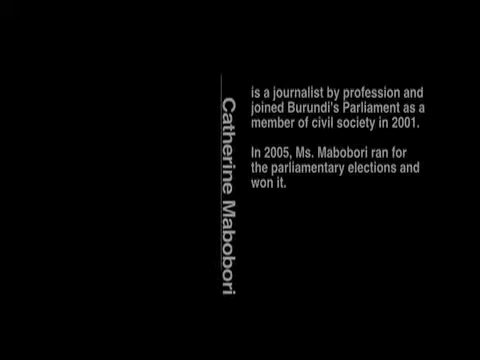 Catherine Mabobori
is a journalist by profession and
joined Burundi's Parliament as a
member of civil society in 2001.
In 2005, Ms. Mabobori ran for
the parliamentary elections and
won it.